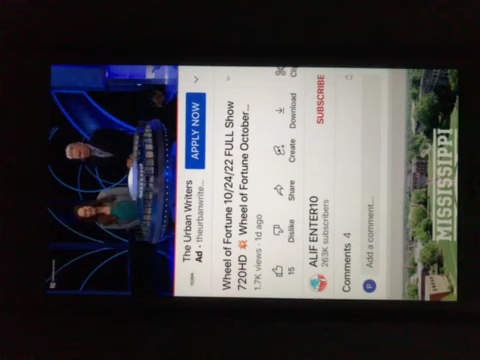 The Urban Writers
Ad • theurbanwrite...
APPLY NOW
Wheel of Fortune 10/24/22 FULL Show
720HD 💥 Wheel of Fortune October...
1.7K views · 1d ago
15
Dislike
Share
Create
Download
Cli
ALIF ENTER10
263K subscribers
SUBSCRIBE
Comments 4
P
Add a comment...
MISSISSIPPI